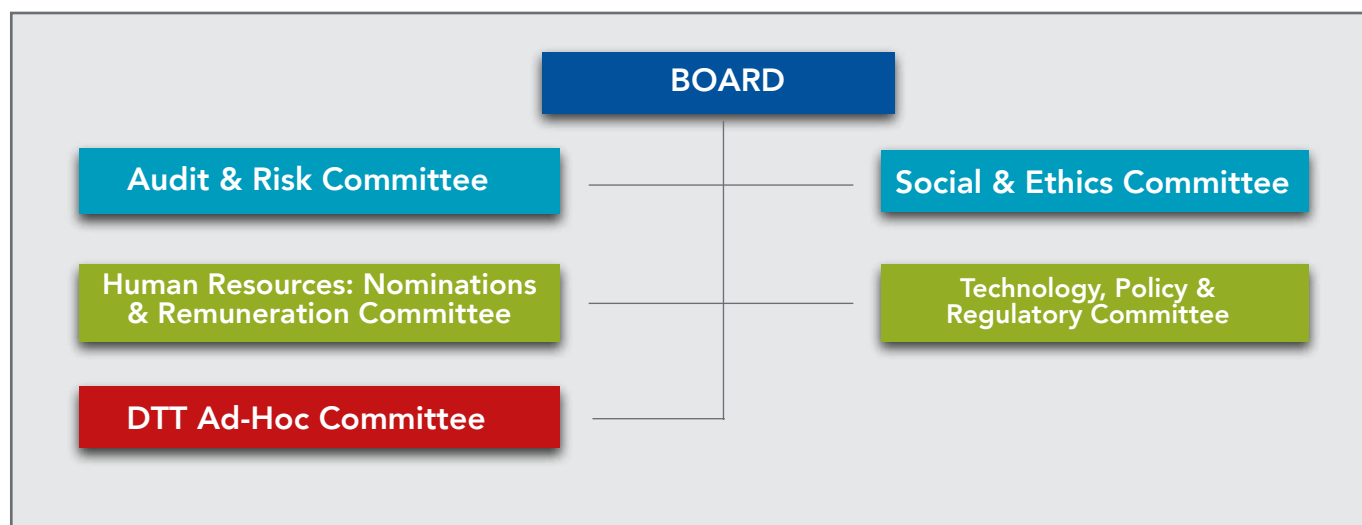 BOARD
Audit & Risk Committee
Social & Ethics Committee
Human Resources: Nominations
& Remuneration Committee
Technology, Policy &
Regulatory Committee
DTT Ad-Hoc Committee